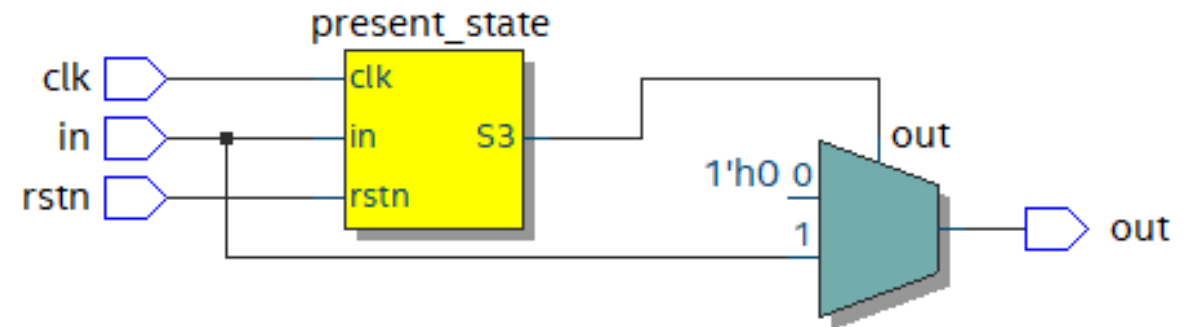 present_state
clk
clk
in
in
S3
out
1'h0
0
rstn
rstn
1
out